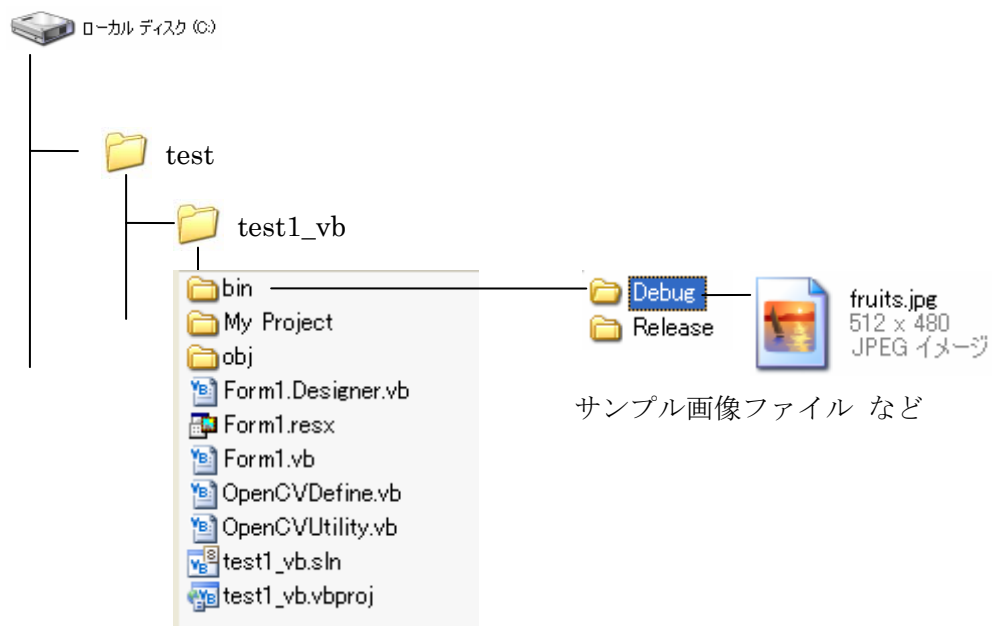 ローカル ディスク (C:)
test
test1_vb
bin
My Project
obj
Form1.Designer.vb
Form1.resx
Form1.vb
OpenCVDefine.vb
OpenCVUtility.vb
test1_vb.sln
test1_vb.vbproj
Debug
Release
fruits.jpg
512 x 480
JPEG イメージ
サンプル画像ファイル など